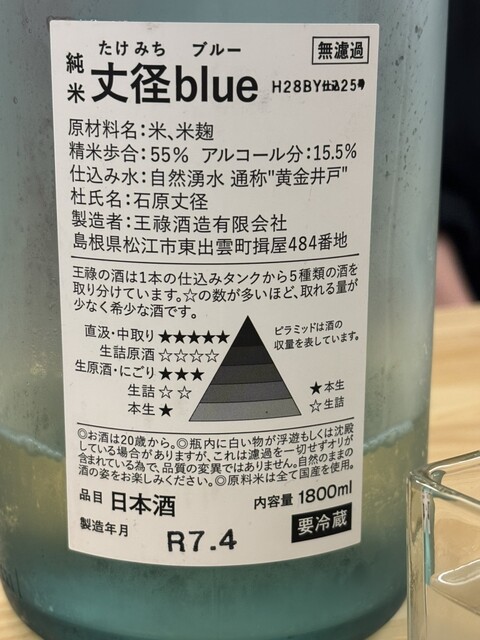 たけみち ブルー
純米 丈径blue H28BY仕込25号 無濾過
原材料名：米、米麹
精米歩合：55% アルコール分：15.5%
仕込み水：自然湧水 通称"黄金井戸"
杜氏名：石原丈径
製造者：王祿酒造有限会社
島根県松江市東出雲町揖屋484番地
王祿の酒は1本の仕込みタンクから5種類の酒を
取り分けています。☆の数が多いほど、取れる量が
少なく希少な酒です。
直汲・中取り★★★★★
生詰原酒☆☆☆☆
生原酒・にごり★★★
生詰☆☆
本生★
ピラミッドは酒の
収量を表しています。
★本生
☆生詰
◎お酒は20歳から。◎瓶内に白い物が浮遊もしくは沈殿
している場合がありますが、これは濾過を一切せずオリが
含まれている為で、品質の変異ではありません。自然のままの
酒の姿をお楽しみください。◎原料米は全て国産を使用。
品目 日本酒 内容量 1800ml
製造年月 R7.4 要冷蔵